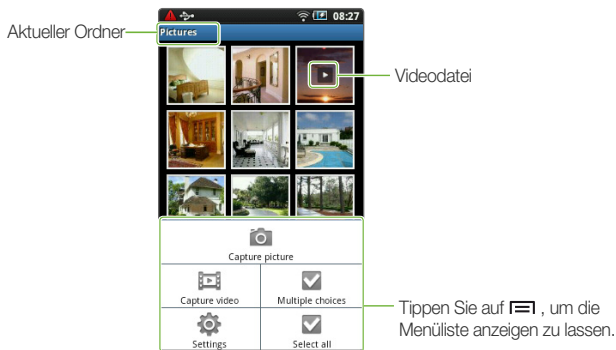 08:27
Aktueller Ordner
Pictures
Videodatei
Capture picture
Capture video
Multiple choices
Settings
Select all
Tippen Sie auf , um die
Menüliste anzeigen zu lassen.